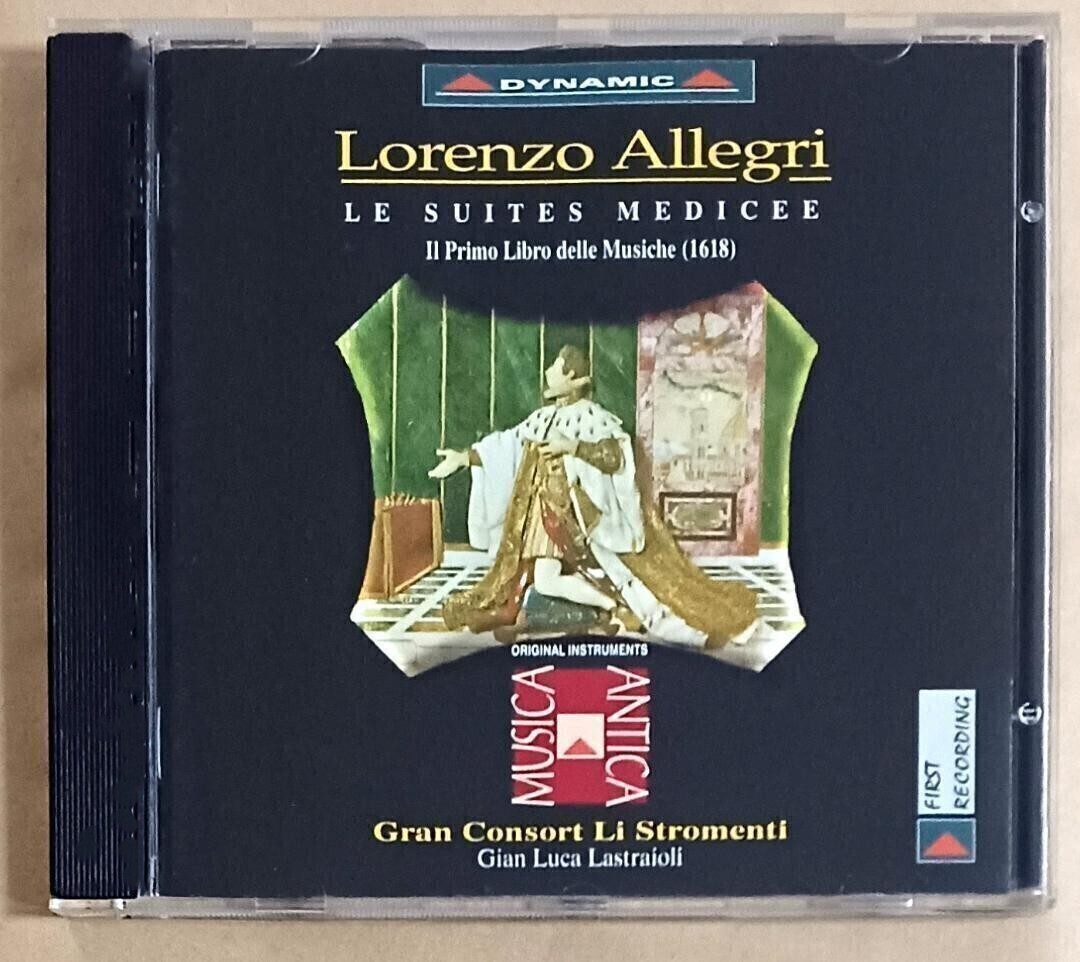 DYNAMIC
Lorenzo Allegri
LE SUITES MEDICEE
Il Primo Libro delle Musiche (1618)
ORIGINAL INSTRUMENTS
MUSICA
ANTICA
FIRST
RECORDING
Gran Consort Li Stromenti
Gian Luca Lastraioli